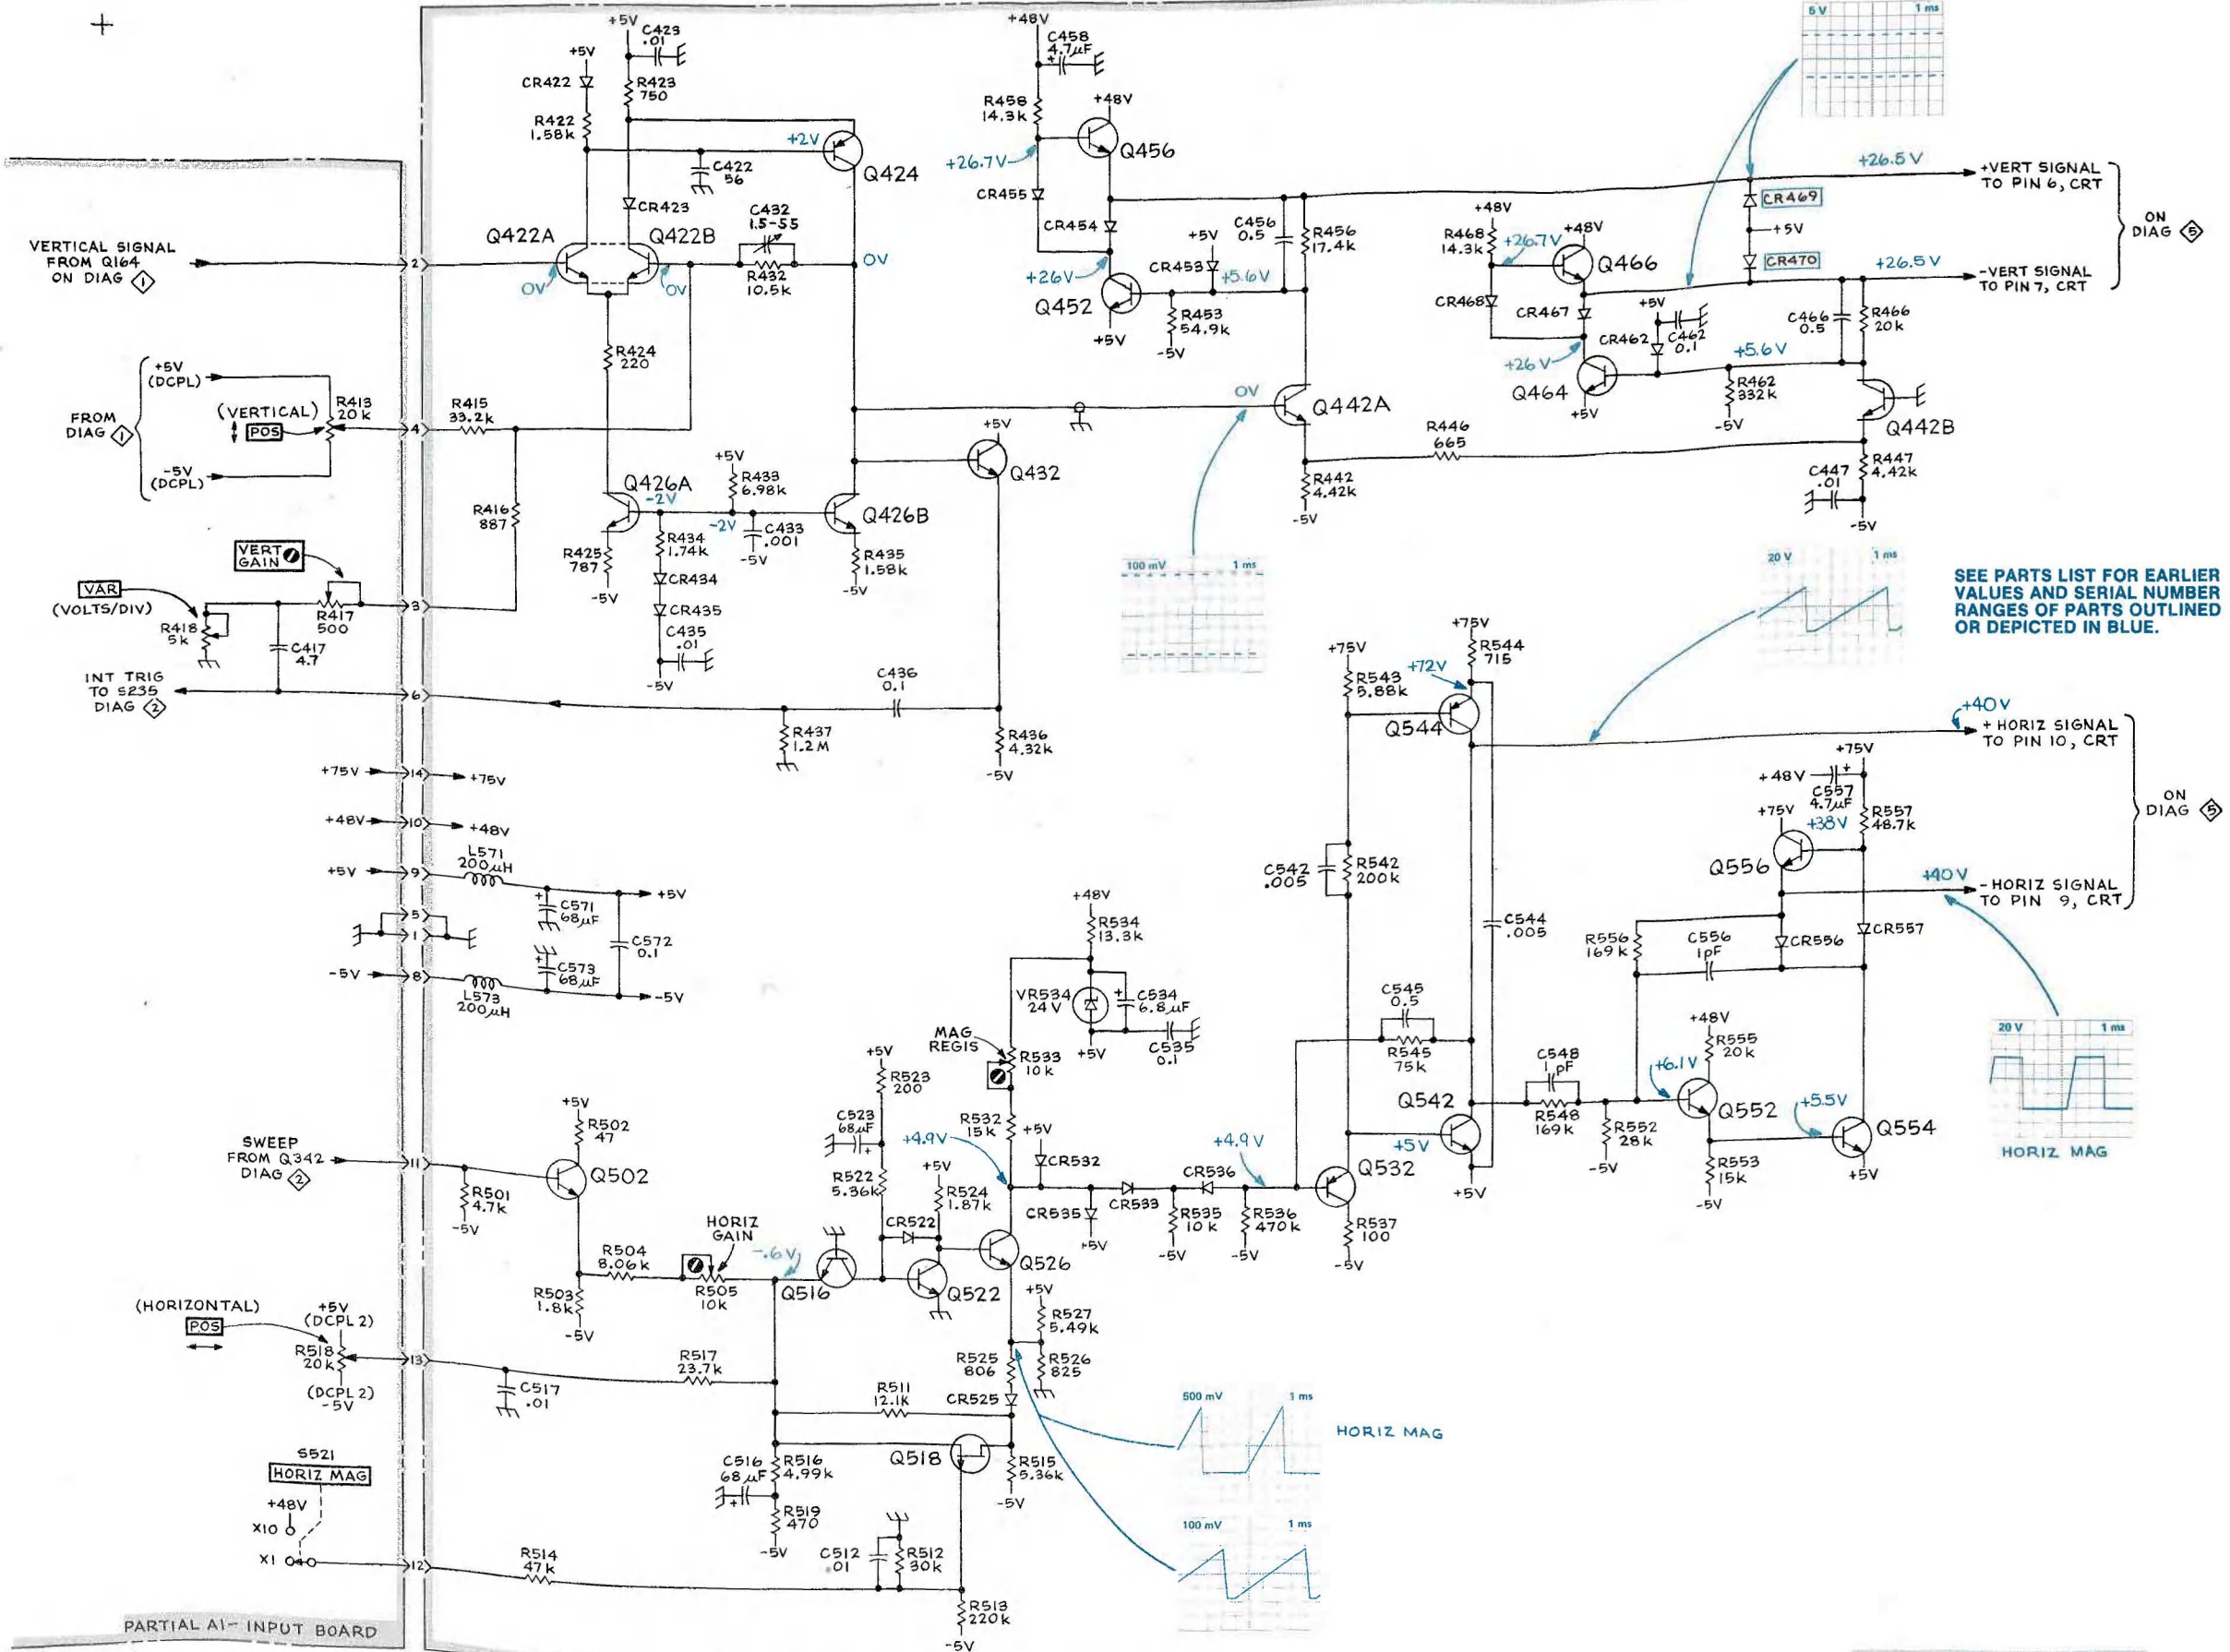 +5V
C423
.01
+5V
CR422
R423
750
R422
1.58k
+2V
Q424
C422
56
CR423
C432
1.5-55
Q422A
Q422B
VERTICAL SIGNAL
FROM Q164
ON DIAG 1
2
0V
0V
R432
10.5k
0V
R424
220
FROM
DIAG 1
+5V
(DCPL)
(VERTICAL)
POS
R413
20k
-5V
(DCPL)
4
R415
33.2k
R416
887
Q426A
-2V
+5V
R433
6.98k
-2V
C433
.001
-5V
Q426B
R425
787
-5V
R434
1.74k
CR434
CR435
C435
.01
-5V
R435
1.58k
-5V
+5V
Q432
VERT
GAIN
VAR
(VOLTS/DIV)
R418
5k
R417
500
C417
4.7
3
INT TRIG
TO S235
DIAG 2
6
C436
0.1
R437
1.2M
R436
4.32k
-5V
+48V
C458
4.7µF
+
R458
14.3k
+48V
Q456
+26.7V
CR455
CR454
+26V
Q452
+5V
CR453
+5V
+5.6V
R453
54.9k
-5V
C456
0.5
R456
17.4k
0V
Q442A
R446
665
R442
4.42k
-5V
100 mV
1 ms
5 V
1 ms
+48V
R468
14.3k
+26.7V
+48V
Q466
CR468
CR467
+26V
Q464
+5V
CR462
+5V
C462
0.1
+5.6V
R462
332k
-5V
C466
0.5
R466
20k
Q442B
C447
.01
R447
4.42k
-5V
CR469
+5V
CR470
+26.5V
+VERT SIGNAL
TO PIN 6, CRT
+26.5V
-VERT SIGNAL
TO PIN 7, CRT
ON
DIAG 5
SEE PARTS LIST FOR EARLIER
VALUES AND SERIAL NUMBER
RANGES OF PARTS OUTLINED
OR DEPICTED IN BLUE.
20 V
1 ms
+75V
14
+75V
+48V
10
+48V
+5V
9
L571
200µH
+5V
+
C571
68µF
5
1
C572
0.1
+
C573
68µF
-5V
8
L573
200µH
-5V
+75V
R543
5.88k
+75V
R544
715
+72V
Q544
C542
.005
R542
200k
C544
.005
+40V
+ HORIZ SIGNAL
TO PIN 10, CRT
+75V
+48V
+
C557
4.7µF
R557
48.7k
+75V
+38V
Q556
+40V
- HORIZ SIGNAL
TO PIN 9, CRT
ON
DIAG 5
R556
169k
C556
1pF
CR556
CR557
C545
0.5
R545
75k
C548
1 pF
R548
169k
R552
28k
-5V
+6.1V
+48V
R555
20k
Q552
+5.5V
Q554
+5V
R553
15k
-5V
20 V
1 ms
HORIZ MAG
Q542
+5V
+5V
Q532
R537
100
-5V
+48V
R534
13.3k
VR534
24V
+
C534
6.8µF
+5V
C535
0.1
MAG
REGIS
R533
10k
R532
15k
+4.9V
+5V
CR532
CR535
+5V
CR533
CR536
+4.9V
R535
10k
-5V
R536
470k
-5V
SWEEP
FROM Q342
DIAG 2
11
R501
4.7k
-5V
+5V
R502
47
Q502
R503
1.8k
-5V
R504
8.06k
HORIZ
GAIN
R505
10k
-.6V
Q516
+5V
R523
200
C523
68µF
+
R522
5.36k
CR522
+5V
R524
1.87k
Q522
Q526
+5V
R527
5.49k
R526
825
R525
806
CR525
(HORIZONTAL)
POS
+5V
(DCPL 2)
R518
20k
(DCPL 2)
-5V
13
C517
.01
R517
23.7k
R511
12.1k
Q518
R515
5.36k
-5V
C516
68µF
+
R516
4.99k
R519
470
-5V
S521
HORIZ MAG
+48V
X10
X1
12
R514
47k
C512
.01
R512
30k
R513
220k
-5V
500 mV
1 ms
HORIZ MAG
100 mV
1 ms
PARTIAL A1- INPUT BOARD